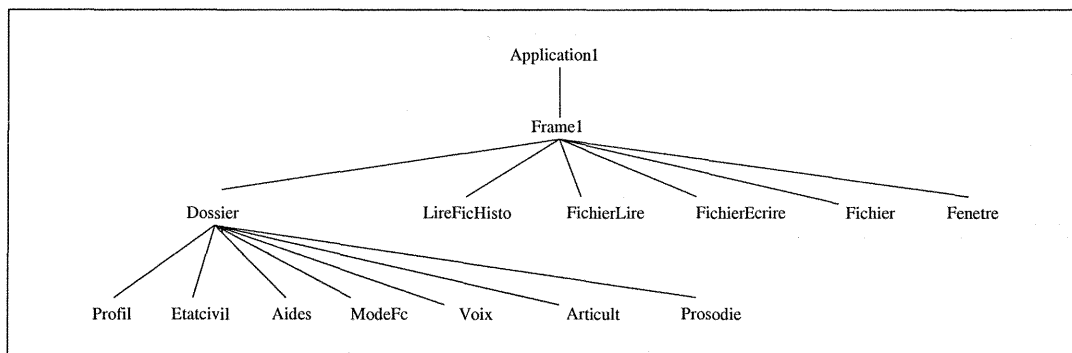 Application1
Frame1
Dossier LireFicHisto FichierLire FichierEcrire Fichier Fenetre
Profil Etatcivil Aides ModeFc Voix Articult Prosodie